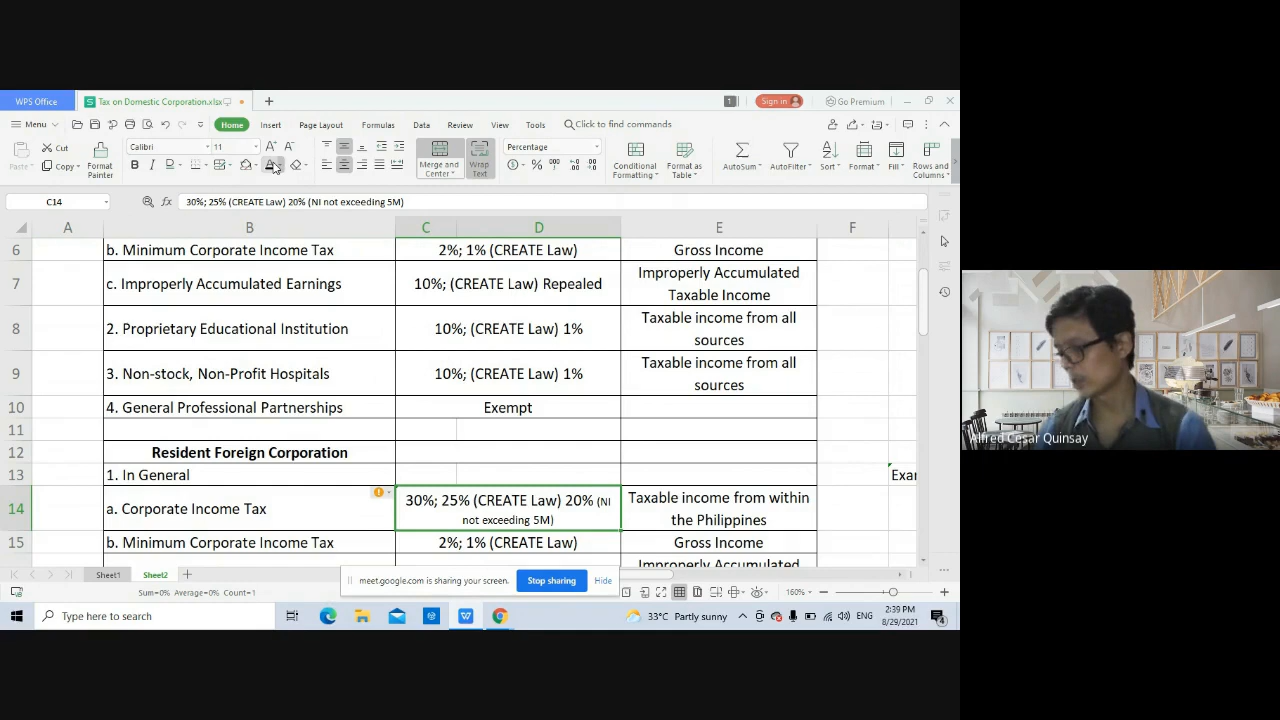 WPS Office
Tax on Domestic Corporation.xlsx
1
Sign in
Go Premium
Menu
Home
Insert
Page Layout
Formulas
Data
Review
View
Tools
Click to find commands
Paste
Cut
Copy
Format Painter
Calibri
11
Merge and Center
Wrap Text
Percentage
Conditional Formatting
Format as Table
AutoSum
AutoFilter
Sort
Format
Fill
Rows and Columns
C14
fx
30%; 25% (CREATE Law) 20% (NI not exceeding 5M)
A B C D E F
6 b. Minimum Corporate Income Tax 2%; 1% (CREATE Law) Gross Income
7 c. Improperly Accumulated Earnings 10%; (CREATE Law) Repealed Improperly Accumulated
Taxable Income
8 2. Proprietary Educational Institution 10%; (CREATE Law) 1% Taxable income from all
sources
9 3. Non-stock, Non-Profit Hospitals 10%; (CREATE Law) 1% Taxable income from all
sources
10 4. General Professional Partnerships Exempt
11
12 Resident Foreign Corporation
13 1. In General Exar
14 a. Corporate Income Tax 30%; 25% (CREATE Law) 20% (NI
not exceeding 5M) Taxable income from within
the Philippines
15 b. Minimum Corporate Income Tax 2%; 1% (CREATE Law) Gross Income
Improperly Accumulated
Sheet1
Sheet2
meet.google.com is sharing your screen.
Stop sharing
Hide
Sum=0% Average=0% Count=1
160%
Type here to search
33°C Partly sunny
ENG
2:39 PM
8/29/2021
4
Alfred Cesar Quinsay